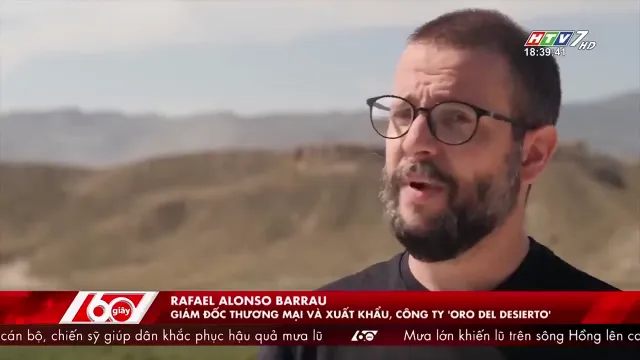 HTV7 HD
18:39:41
60 giây
RAFAEL ALONSO BARRAU
GIÁM ĐỐC THƯƠNG MẠI VÀ XUẤT KHẨU, CÔNG TY 'ORO DEL DESIERTO'
cán bộ, chiến sỹ giúp dân khắc phục hậu quả mưa lũ 60 Mưa lớn khiến lũ trên sông Hồng lên